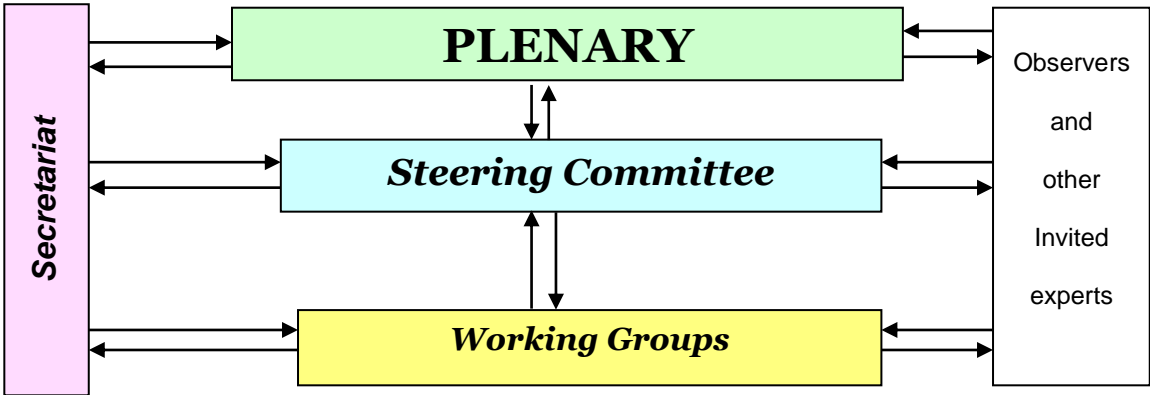 Secretariat
PLENARY
Steering Committee
Working Groups
Observers
and
other
Invited
experts